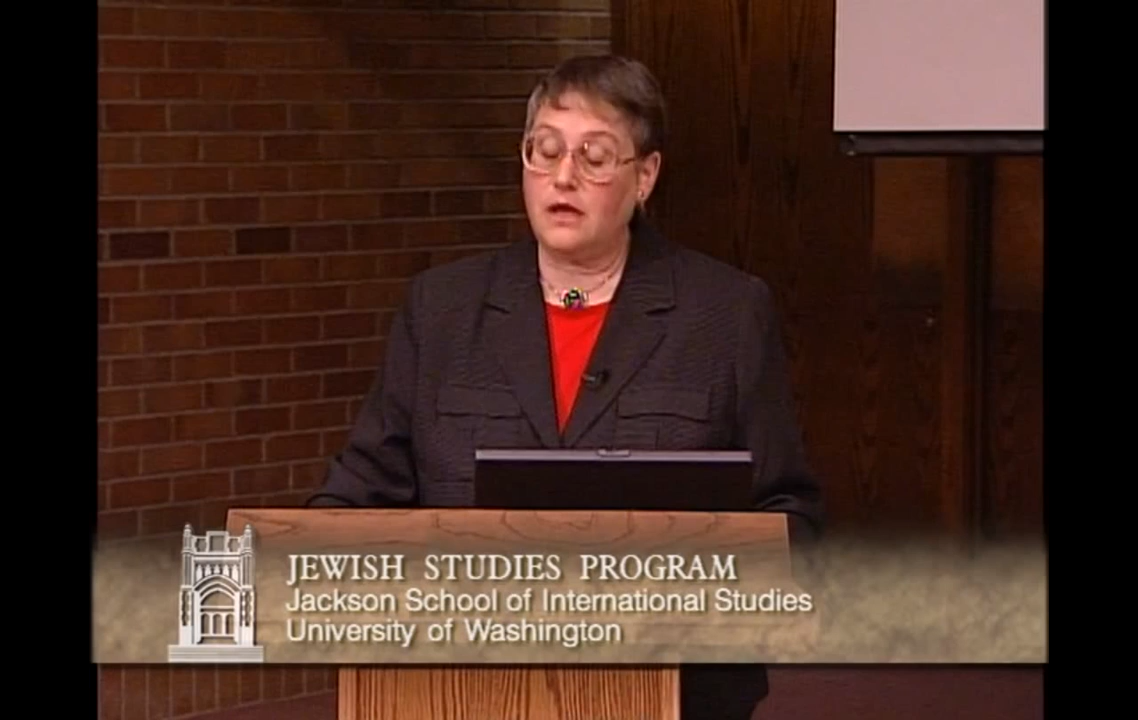 JEWISH STUDIES PROGRAM
Jackson School of International Studies
University of Washington